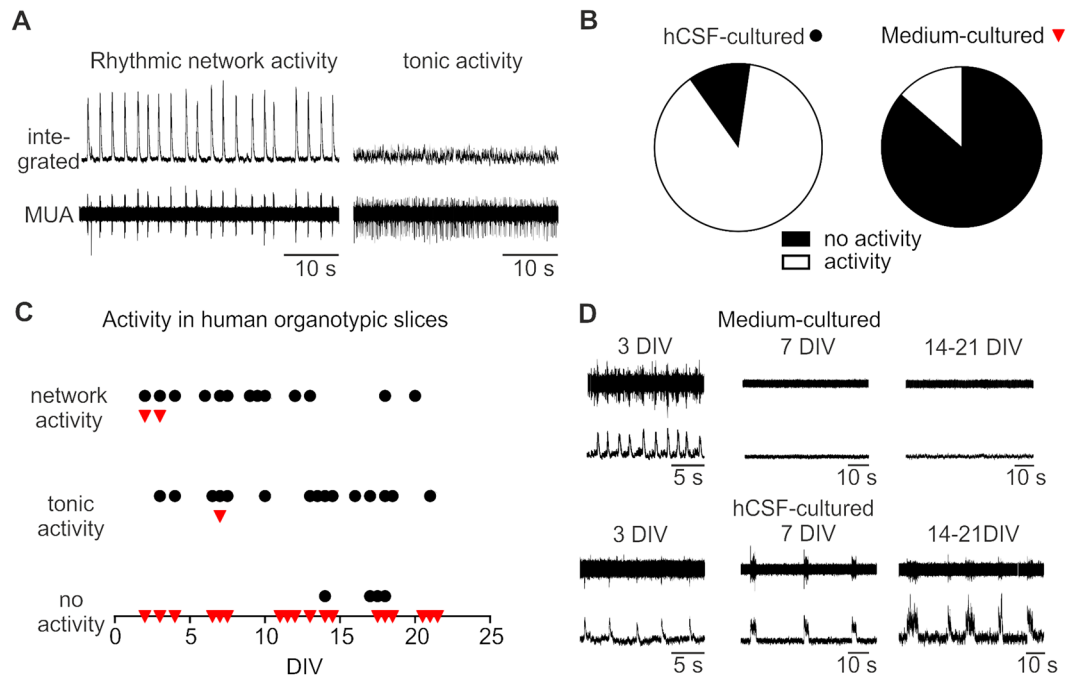 A
Rhythmic network activity
tonic activity
inte-
grated
MUA
10 s
10 s
B
hCSF-cultured
Medium-cultured
no activity
activity
C
Activity in human organotypic slices
network
activity
tonic
activity
no
activity
0 5 10 15 20 25
DIV
D
Medium-cultured
3 DIV
7 DIV
14-21 DIV
5 s
10 s
10 s
hCSF-cultured
3 DIV
7 DIV
14-21DIV
5 s
10 s
10 s